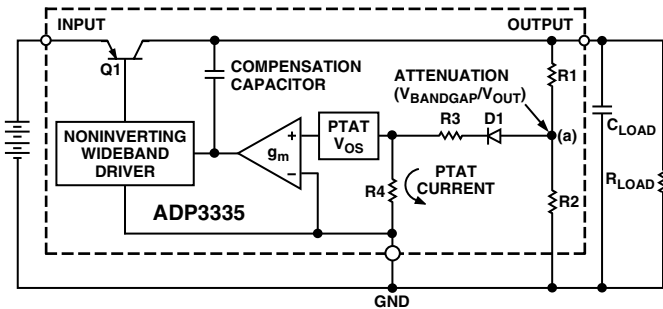 INPUT
OUTPUT
Q1
COMPENSATION
CAPACITOR
ATTENUATION
(VBANDGAP/VOUT)
R1
NONINVERTING
WIDEBAND
DRIVER
gm
+
−
PTAT
VOS
R3
D1
(a)
CLOAD
RLOAD
R4
PTAT
CURRENT
R2
ADP3335
GND